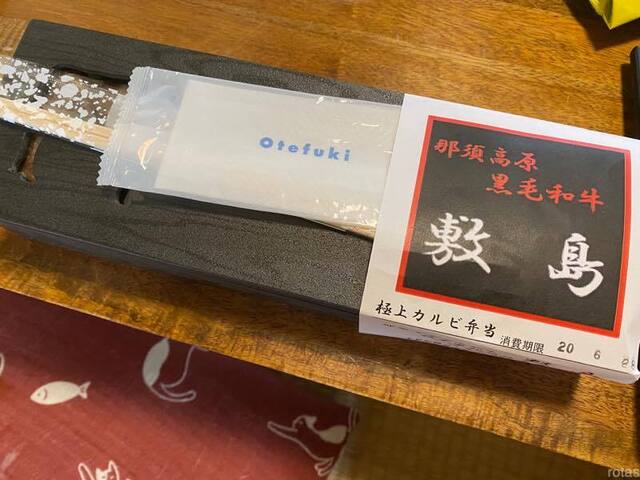 Otefuki
那須高原
黒毛和牛
敷島
極上カルビ弁当
消費期限 20 6
rotas